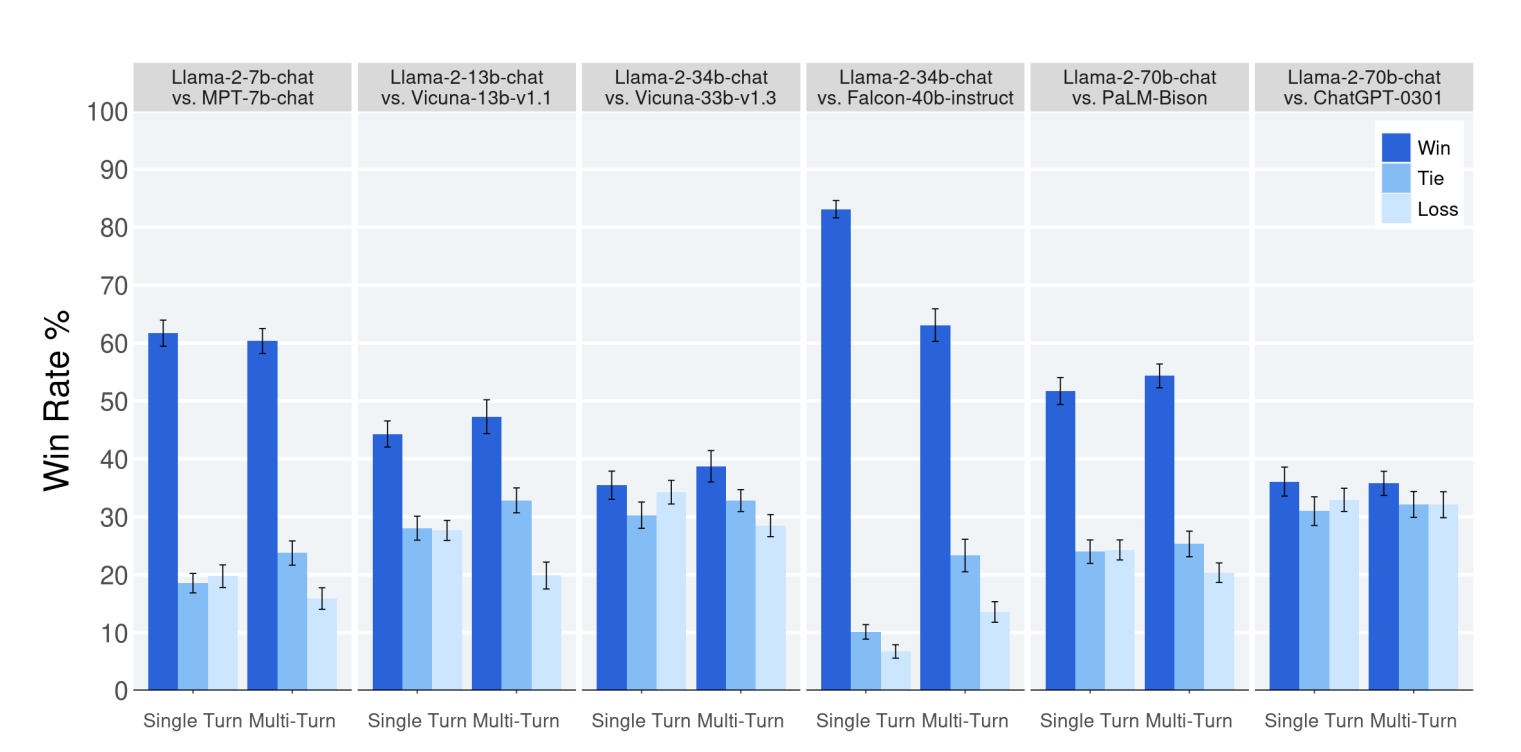 Llama-2-7b-chat
vs. MPT-7b-chat
Llama-2-13b-chat
vs. Vicuna-13b-v1.1
Llama-2-34b-chat
vs. Vicuna-33b-v1.3
Llama-2-34b-chat
vs. Falcon-40b-instruct
Llama-2-70b-chat
vs. PaLM-Bison
Llama-2-70b-chat
vs. ChatGPT-0301
Win
Tie
Loss
Win Rate %
100
90
80
70
60
50
40
30
20
10
0
Single Turn Multi-Turn
Single Turn Multi-Turn
Single Turn Multi-Turn
Single Turn Multi-Turn
Single Turn Multi-Turn
Single Turn Multi-Turn